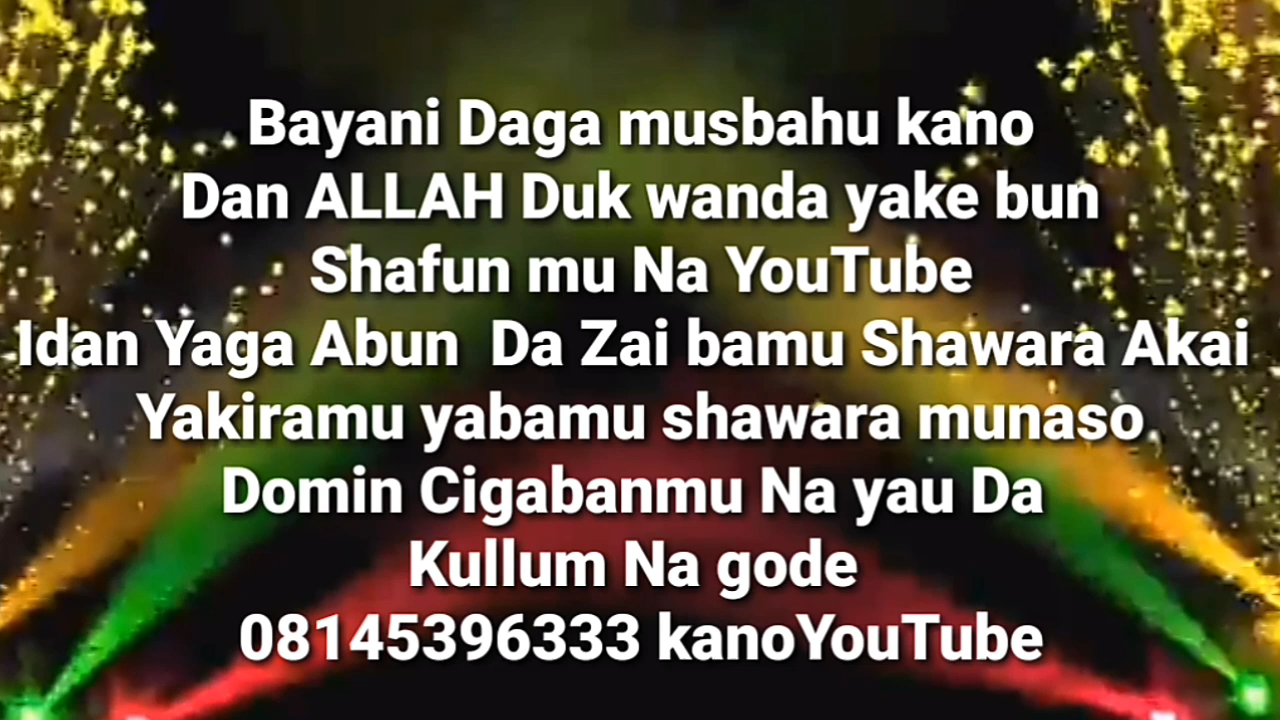 Bayani Daga musbahu kano
Dan ALLAH Duk wanda yake bun
Shafun mu Na YouTube
Idan Yaga Abun Da Zai bamu Shawara Akai
Yakiramu yabamu shawara munaso
Domin Cigabanmu Na yau Da
Kullum Na gode
08145396333 kanoYouTube